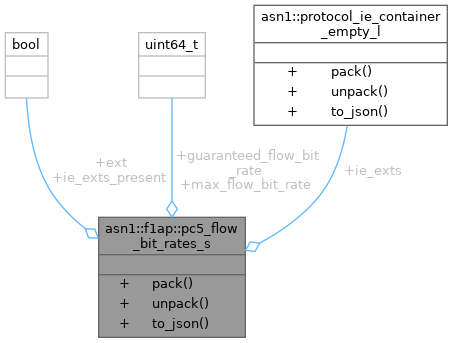 bool
uint64_t
asn1::protocol_ie_container
_empty_l
+ pack()
+ unpack()
+ to_json()
+ext
+ie_exts_present
+guaranteed_flow_bit
_rate
+max_flow_bit_rate
+ie_exts
asn1::f1ap::pc5_flow
_bit_rates_s
+ pack()
+ unpack()
+ to_json()